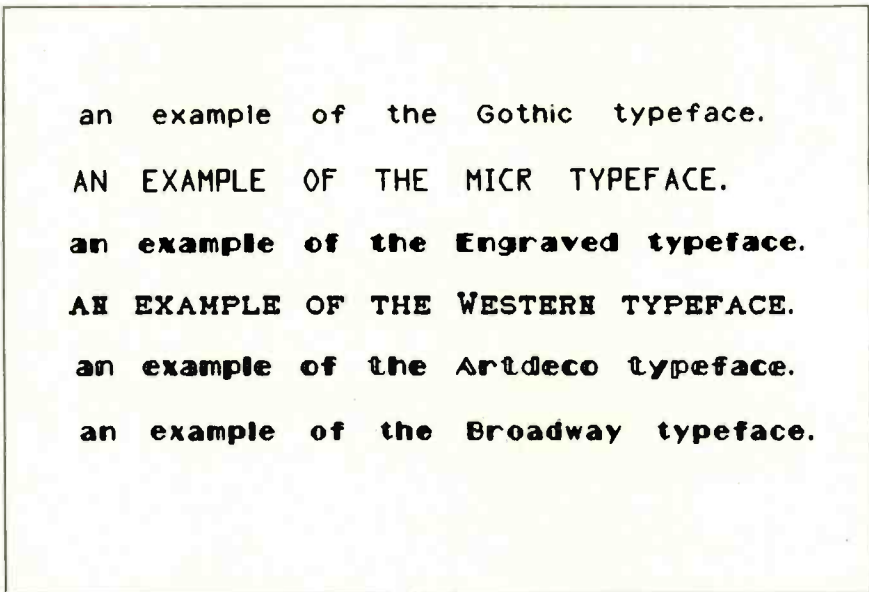 an example of the Gothic typeface.
AN EXAMPLE OF THE MICR TYPEFACE.
an example of the Engraved typeface.
AN EXAMPLE OF THE WESTERN TYPEFACE.
an example of the Artdeco typeface.
an example of the Broadway typeface.